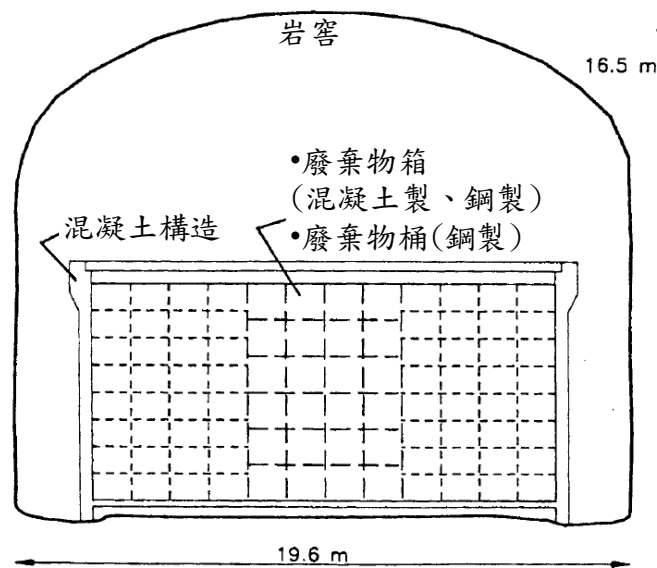 岩窖
16.5 m
•廢棄物箱
(混凝土製、鋼製)
•廢棄物桶(鋼製)
混凝土構造
19.6 m